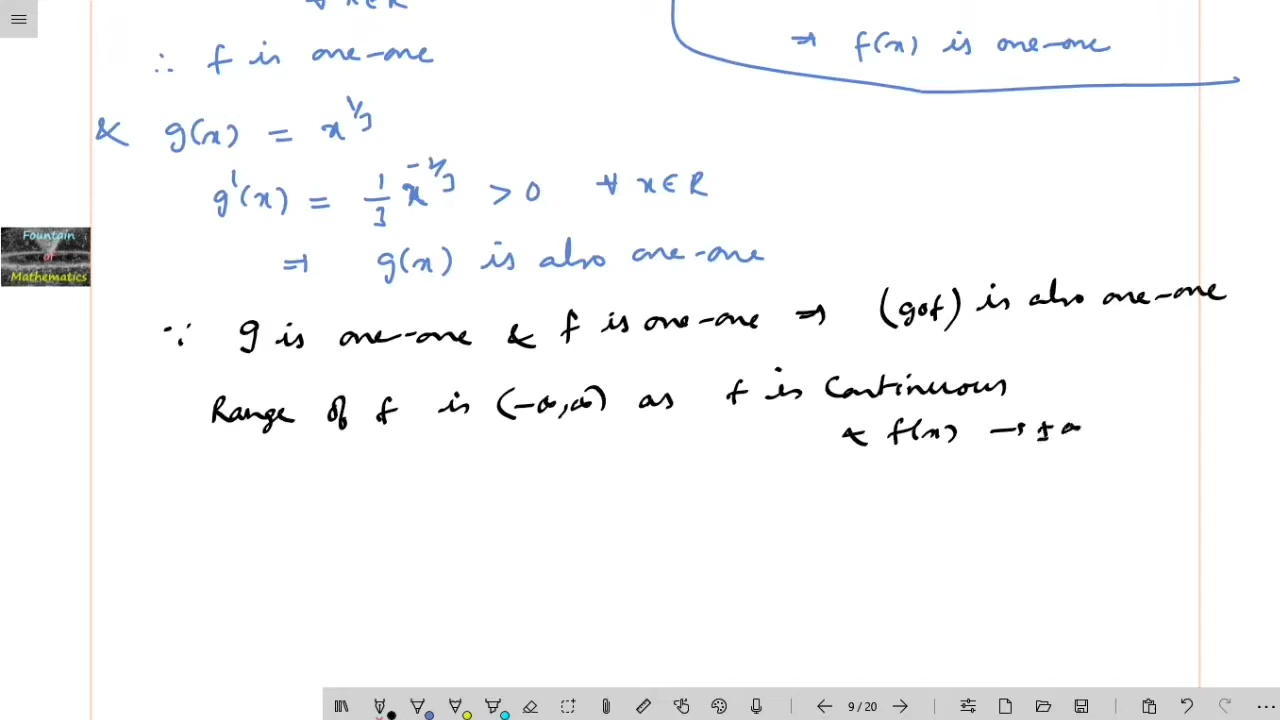 ∀ x∈R
∴ f is one-one
⇒ f(x) is one-one
& g(x) = x^1/3
g'(x) = 1/3 x^-2/3 > 0 ∀ x∈R
⇒ g(x) is also one-one
Fountain
of
Mathematics
∵ g is one-one & f is one-one ⇒ (gof) is also one-one
Range of f is (-∞,∞) as f is Continuous
& f(x) → ±∞
9/20